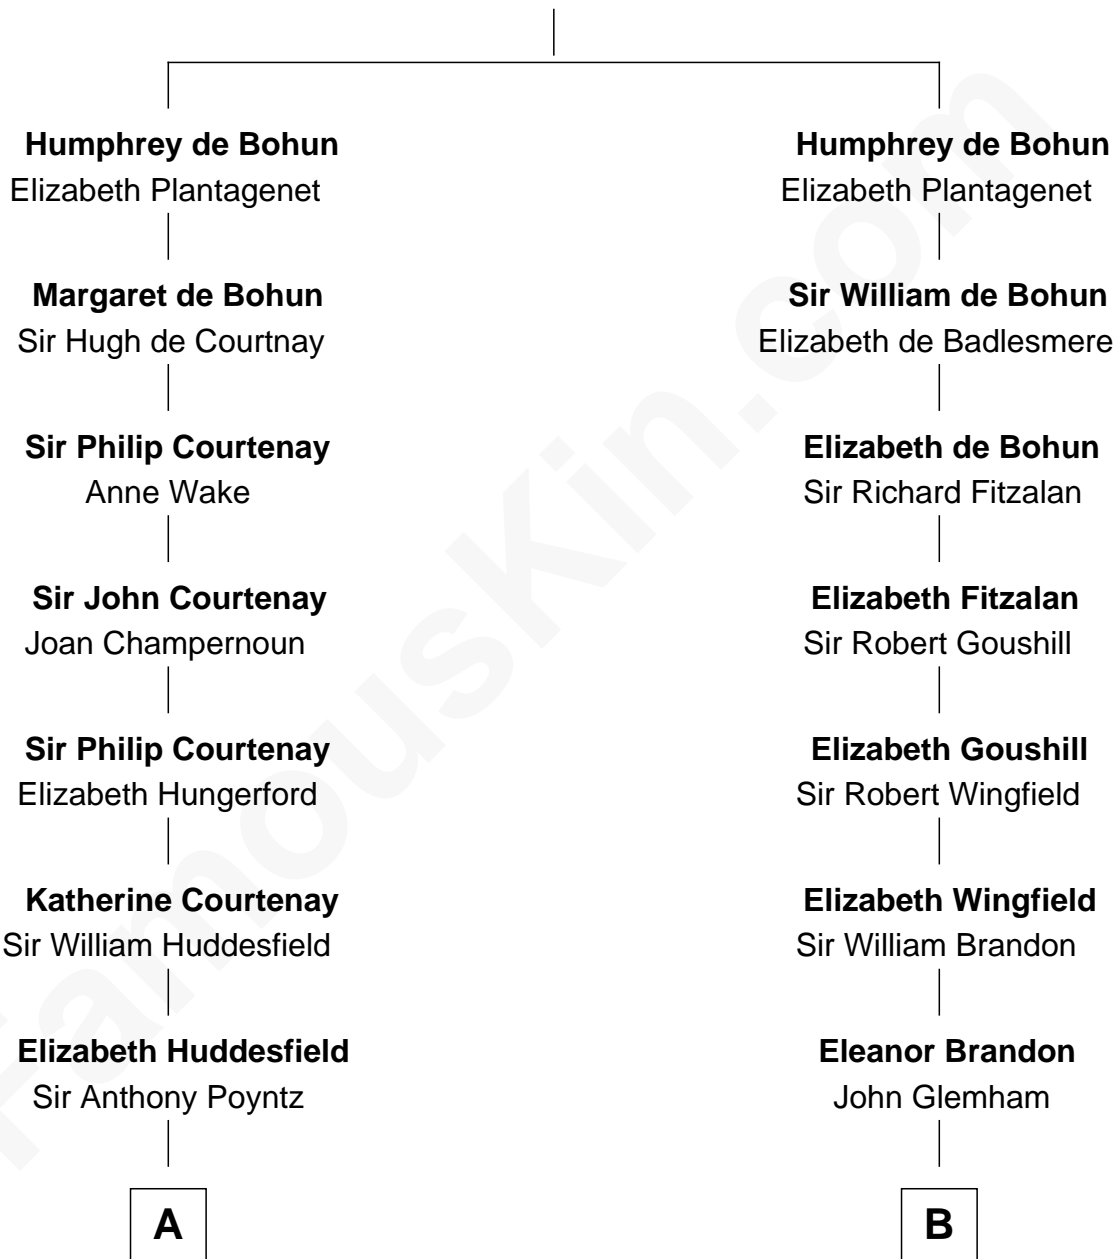 Humphrey de Bohun
Elizabeth Plantagenet
Margaret de Bohun
Sir Hugh de Courtnay
Sir Philip Courtenay
Anne Wake
Sir John Courtenay
Joan Champernoun
Sir Philip Courtenay
Elizabeth Hungerford
Katherine Courtenay
Sir William Huddesfield
Elizabeth Huddesfield
Sir Anthony Poyntz
A
Humphrey de Bohun
Elizabeth Plantagenet
Sir William de Bohun
Elizabeth de Badlesmere
Elizabeth de Bohun
Sir Richard Fitzalan
Elizabeth Fitzalan
Sir Robert Goushill
Elizabeth Goushill
Sir Robert Wingfield
Elizabeth Wingfield
Sir William Brandon
Eleanor Brandon
John Glemham
B
FamousKin.com